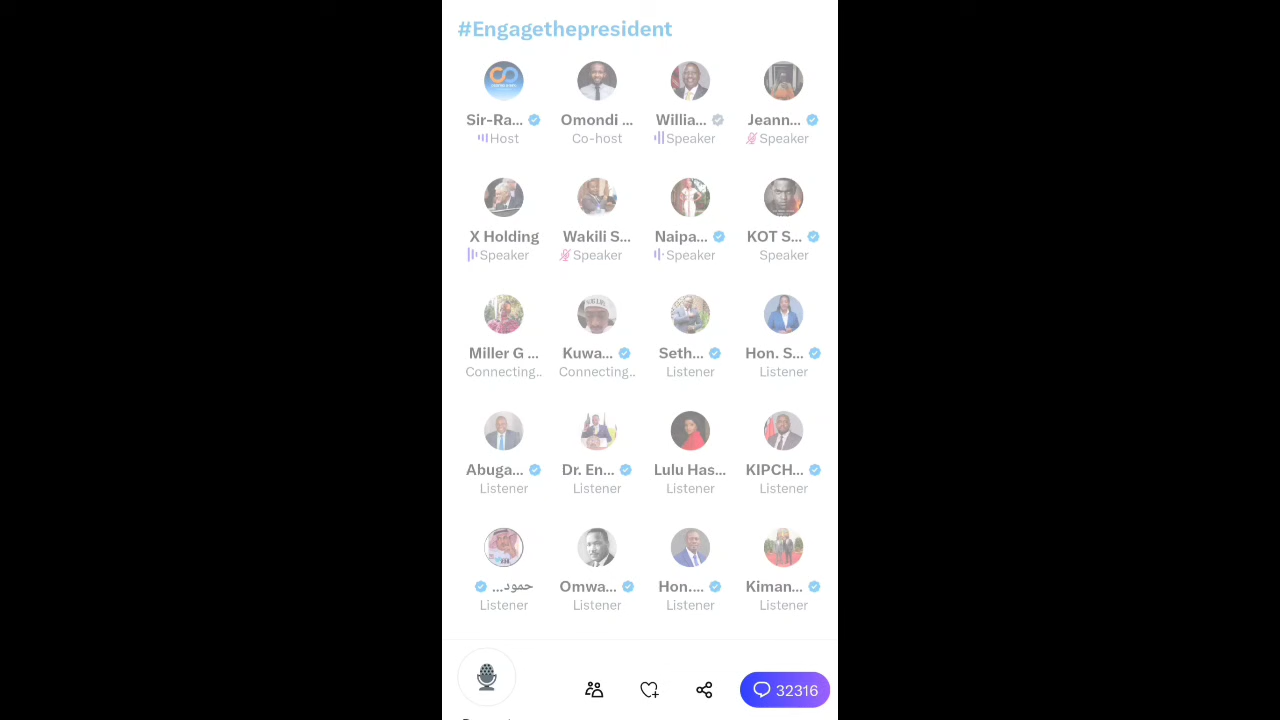 #Engagethepresident
Sir-Ra... Omondi ... Willia... Jeann...
Host Co-host Speaker Speaker
X Holding Wakili S... Naipa... KOT S...
Speaker Speaker Speaker Speaker
Miller G ... Kuwa... Seth... Hon. S...
Connecting.. Connecting.. Listener Listener
Abuga... Dr. En... Lulu Has... KIPCH...
Listener Listener Listener Listener
حمود... Omwa... Hon.... Kiman...
Listener Listener Listener Listener
32316